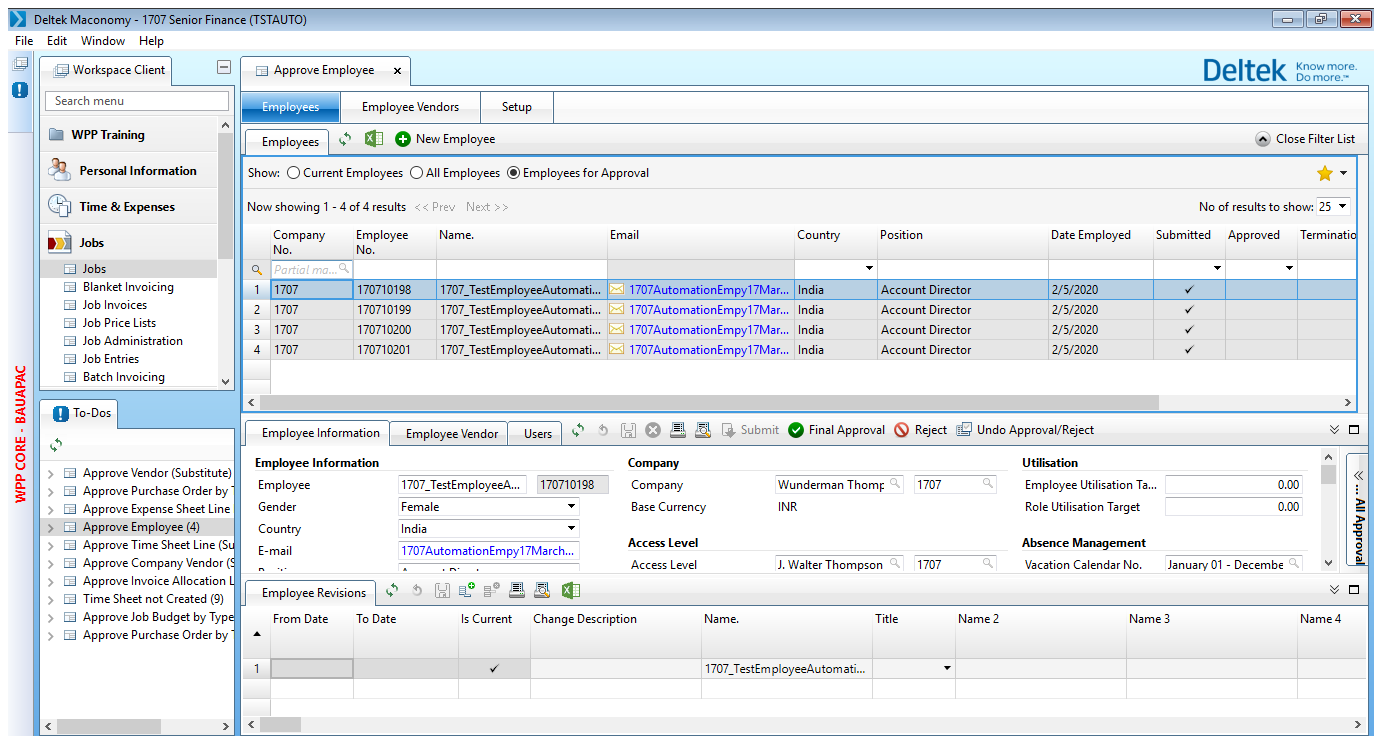 Deltek Maconomy - 1707 Senior Finance (TSTAUTO)
File Edit Window Help
WPP CORE - BAUAPAC
Workspace Client
Search menu
WPP Training
Personal Information
Time & Expenses
Jobs
Jobs
Blanket Invoicing
Job Invoices
Job Price Lists
Job Administration
Job Entries
Batch Invoicing
To-Dos
Approve Vendor (Substitute)
Approve Purchase Order by T
Approve Expense Sheet Line
Approve Employee (4)
Approve Time Sheet Line (Su
Approve Company Vendor (S
Approve Invoice Allocation L
Time Sheet not Created (9)
Approve Job Budget by Type
Approve Purchase Order by T
Approve Employee x
Deltek Know more. Do more.™
Employees Employee Vendors Setup
Employees New Employee Close Filter List
Show: Current Employees All Employees Employees for Approval
Now showing 1 - 4 of 4 results << Prev Next >> No of results to show: 25
Company No. Employee No. Name. Email Country Position Date Employed Submitted Approved Terminatio
Partial ma...
1 1707 170710198 1707_TestEmployeeAutomati... 1707AutomationEmpy17Mar... India Account Director 2/5/2020 ✓
2 1707 170710199 1707_TestEmployeeAutomati... 1707AutomationEmpy17Mar... India Account Director 2/5/2020 ✓
3 1707 170710200 1707_TestEmployeeAutomati... 1707AutomationEmpy17Mar... India Account Director 2/5/2020 ✓
4 1707 170710201 1707_TestEmployeeAutomati... 1707AutomationEmpy17Mar... India Account Director 2/5/2020 ✓
Employee Information Employee Vendor Users Submit Final Approval Reject Undo Approval/Reject
Employee Information Company Utilisation
Employee 1707_TestEmployeeA... 170710198 Company Wunderman Thomp 1707 Employee Utilisation Ta... 0.00
Gender Female Base Currency INR Role Utilisation Target 0.00
Country India
E-mail 1707AutomationEmpy17March... Access Level Absence Management
Access Level J. Walter Thompson 1707 Vacation Calendar No. January 01 - Decembe
... All Approval
Employee Revisions
From Date To Date Is Current Change Description Name. Title Name 2 Name 3 Name 4
1 ✓ 1707_TestEmployeeAutomati...